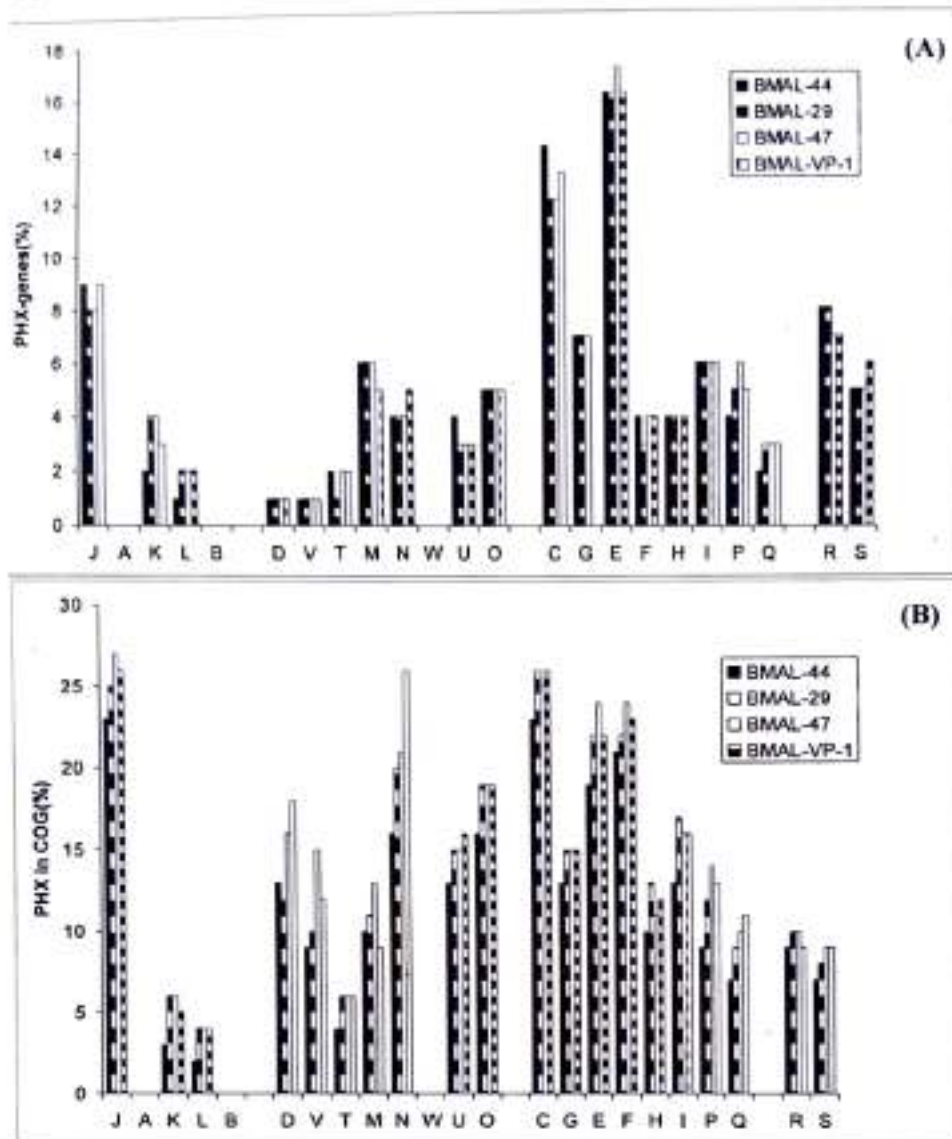 (A)
18
16
14
12
10
8
6
4
2
0
PHX-genes(%)
BMAL-44
BMAL-29
BMAL-47
BMAL-VP-1
J A K L B D V T M N W U O C G E F H I P Q R S
(B)
30
25
20
15
10
5
0
PHX in COG(%)
BMAL-44
BMAL-29
BMAL-47
BMAL-VP-1
J A K L B D V T M N W U O C G E F H I P Q R S